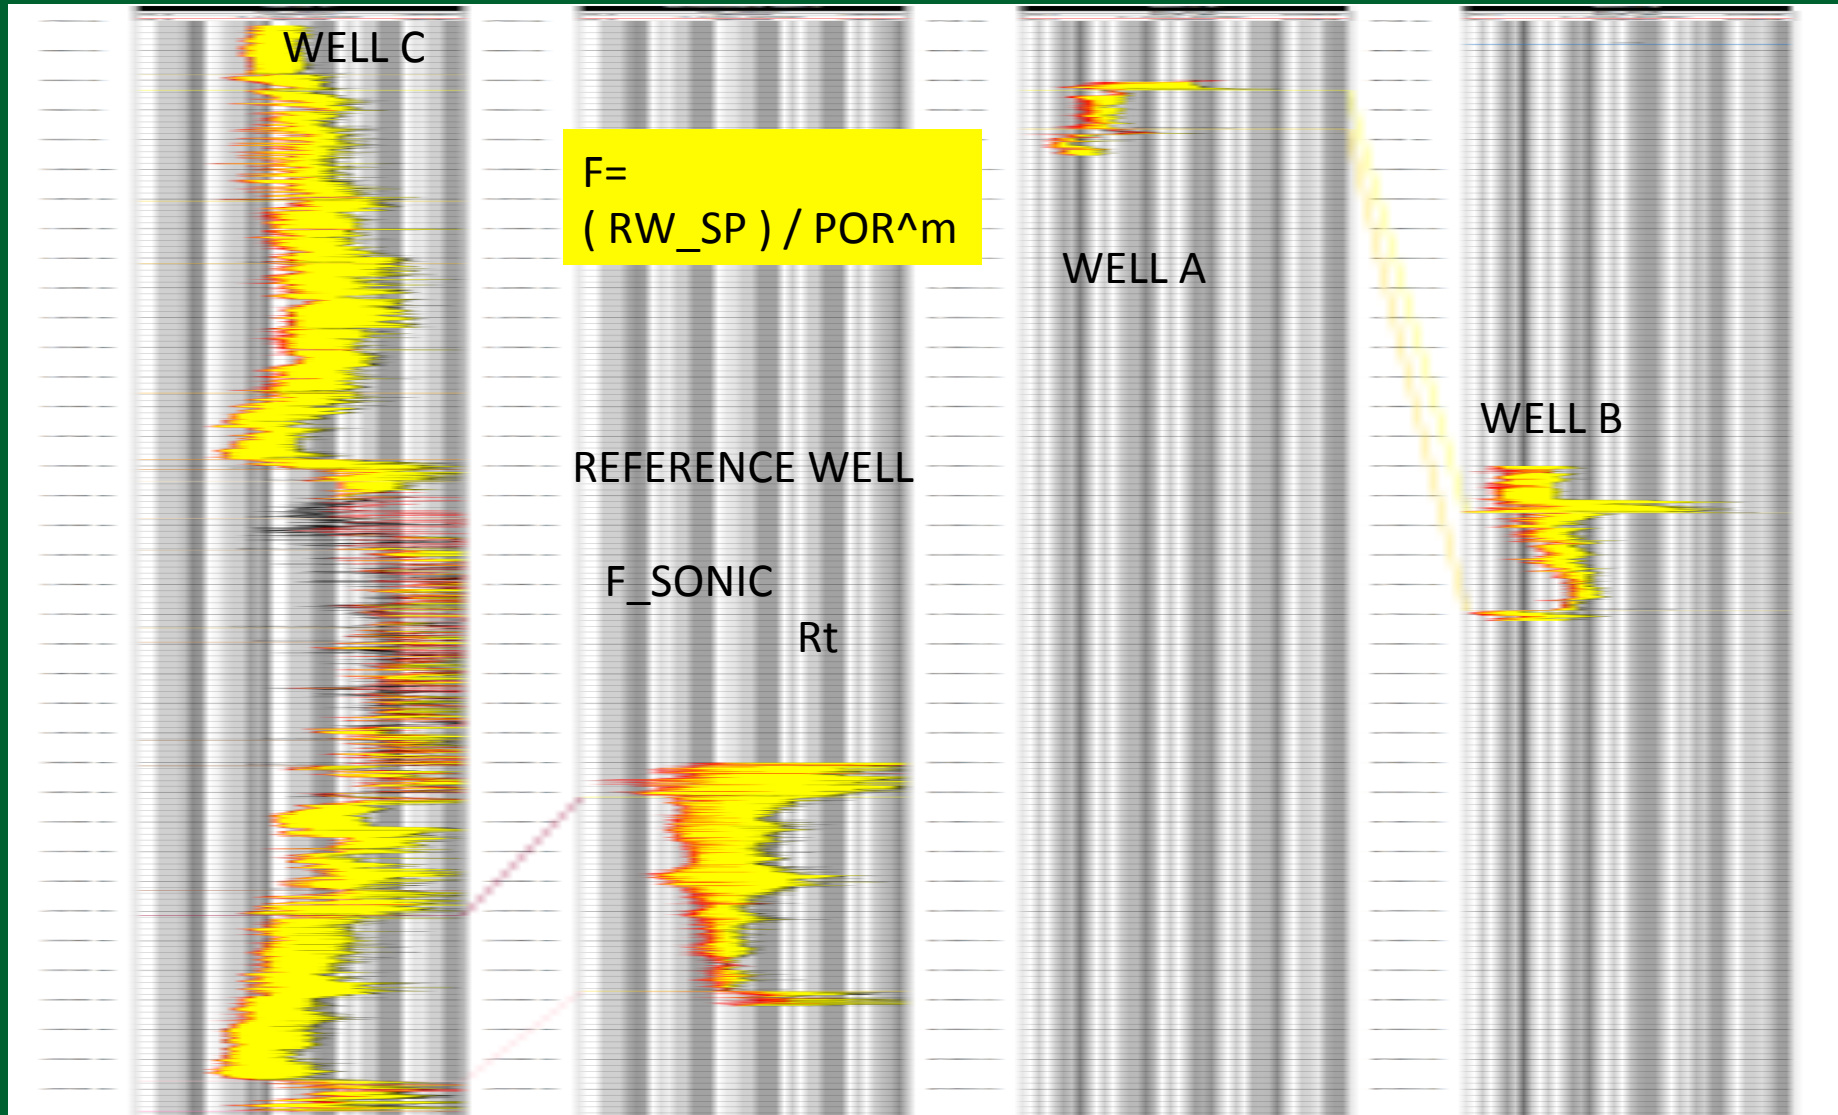 WELL C
F=
( RW_SP ) / POR^m
WELL A
WELL B
REFERENCE WELL
F_SONIC
Rt